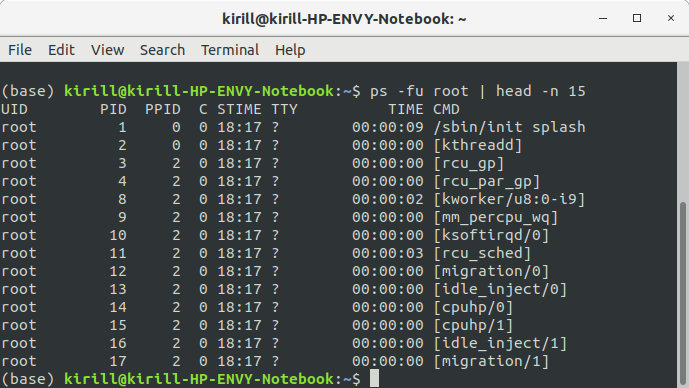 kirill@kirill-HP-ENVY-Notebook: ~
File Edit View Search Terminal Help
(base) kirill@kirill-HP-ENVY-Notebook:~$ ps -fu root | head -n 15
UID        PID  PPID  C STIME TTY          TIME CMD
root         1     0  0 18:17 ?        00:00:09 /sbin/init splash
root         2     0  0 18:17 ?        00:00:00 [kthreadd]
root         3     2  0 18:17 ?        00:00:00 [rcu_gp]
root         4     2  0 18:17 ?        00:00:00 [rcu_par_gp]
root         8     2  0 18:17 ?        00:00:02 [kworker/u8:0-i9]
root         9     2  0 18:17 ?        00:00:00 [mm_percpu_wq]
root        10     2  0 18:17 ?        00:00:00 [ksoftirqd/0]
root        11     2  0 18:17 ?        00:00:03 [rcu_sched]
root        12     2  0 18:17 ?        00:00:00 [migration/0]
root        13     2  0 18:17 ?        00:00:00 [idle_inject/0]
root        14     2  0 18:17 ?        00:00:00 [cpuhp/0]
root        15     2  0 18:17 ?        00:00:00 [cpuhp/1]
root        16     2  0 18:17 ?        00:00:00 [idle_inject/1]
root        17     2  0 18:17 ?        00:00:00 [migration/1]
(base) kirill@kirill-HP-ENVY-Notebook:~$